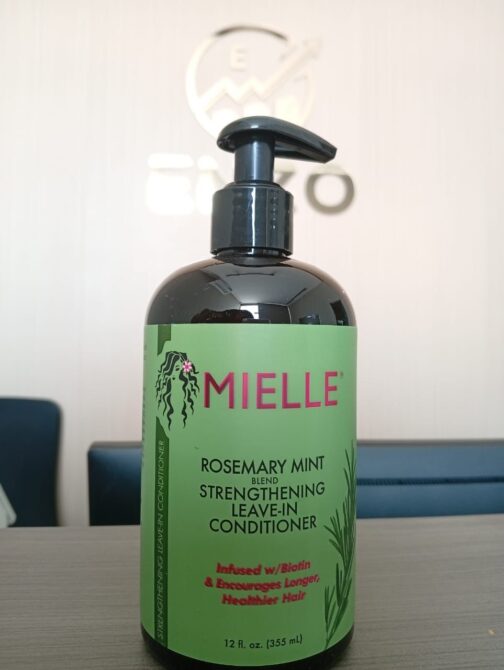 E
MIELLE
ROSEMARY MINT
BLEND
STRENGTHENING
LEAVE-IN
CONDITIONER
Infused w/Biotin
& Encourages Longer,
Healthier Hair
12 fl. oz. (355 mL)
STRENGTHENING LEAVE-IN CONDITIONER